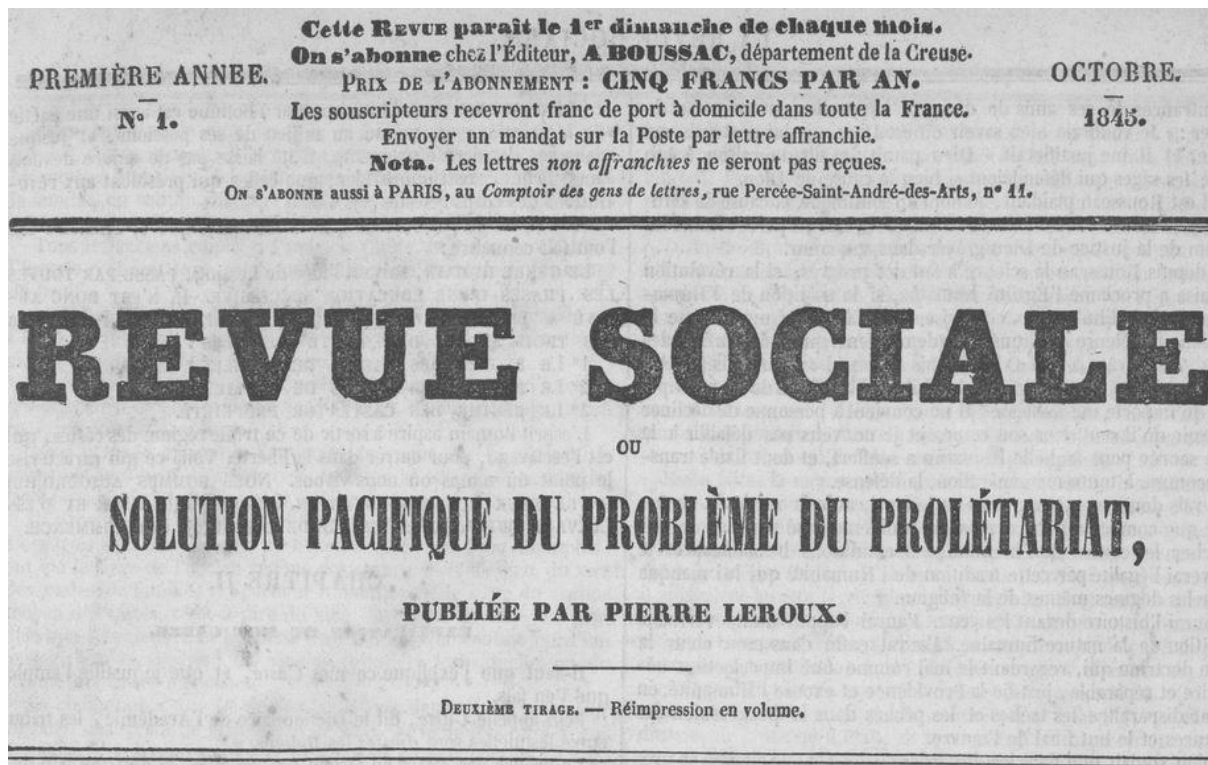 Cette REVUE paraît le 1er dimanche de chaque mois.
On s'abonne chez l'Éditeur, A BOUSSAC, département de la Creuse.
PREMIÈRE ANNEE.
PRIX DE L'ABONNEMENT : CINQ FRANCS PAR AN.
OCTOBRE.
N° 1.
Les souscripteurs recevront franc de port à domicile dans toute la France.
1845.
Envoyer un mandat sur la Poste par lettre affranchie.
Nota. Les lettres non affranchies ne seront pas reçues.
ON S'ABONNE aussi à PARIS, au Comptoir des gens de lettres, rue Percée-Saint-André-des-Arts, n° 11.
REVUE SOCIALE
OU
SOLUTION PACIFIQUE DU PROBLÈME DU PROLÉTARIAT,
PUBLIÉE PAR PIERRE LEROUX.
DEUXIÈME TIRAGE. — Réimpression en volume.